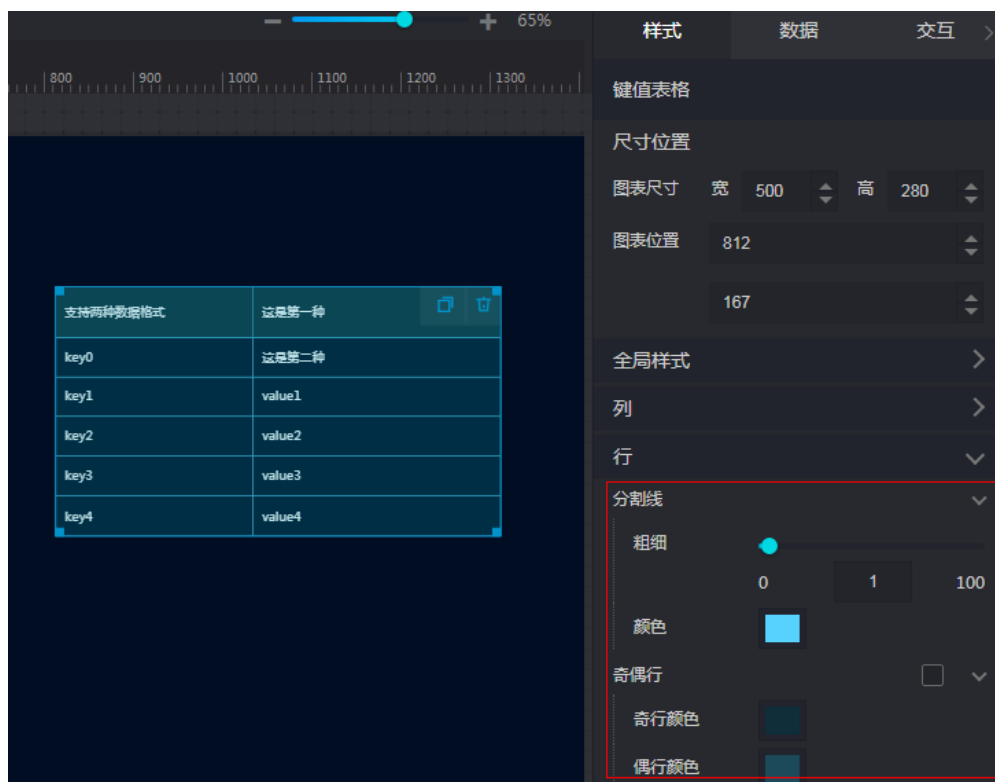 65%
样式 数据 交互
800 900 1000 1100 1200 1300
键值表格
尺寸位置
图表尺寸 宽 500 高 280
图表位置 812
167
支持两种数据格式 这是第一种
key0 这是第二种
key1 value1
key2 value2
key3 value3
key4 value4
全局样式
列
行
分割线
粗细
0 1 100
颜色
奇偶行
奇行颜色
偶行颜色